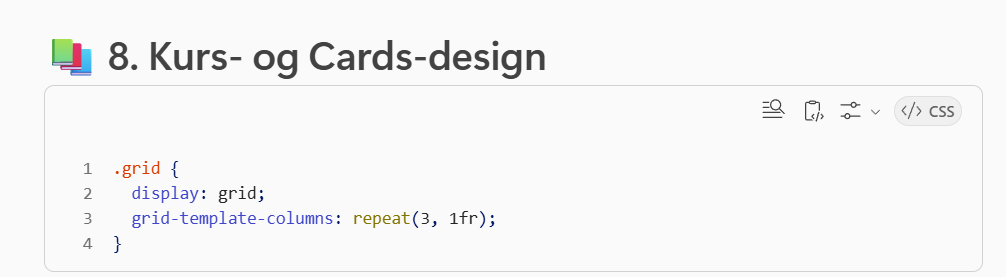 8. Kurs- og Cards-design
</> CSS
1 .grid {
2   display: grid;
3   grid-template-columns: repeat(3, 1fr);
4 }